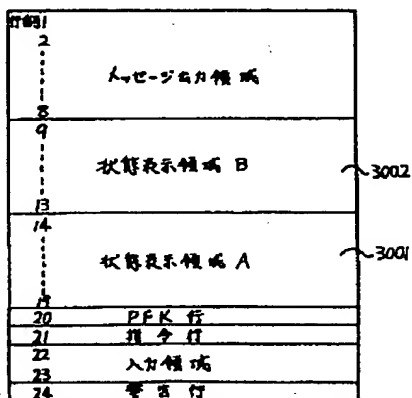 行番号1
2
メッセージ出力領域
8
9
状態表示領域 B
3002
13
14
状態表示領域 A
3001
19
20 PFK 行
21 指令行
22
入力領域
23
24 警告行